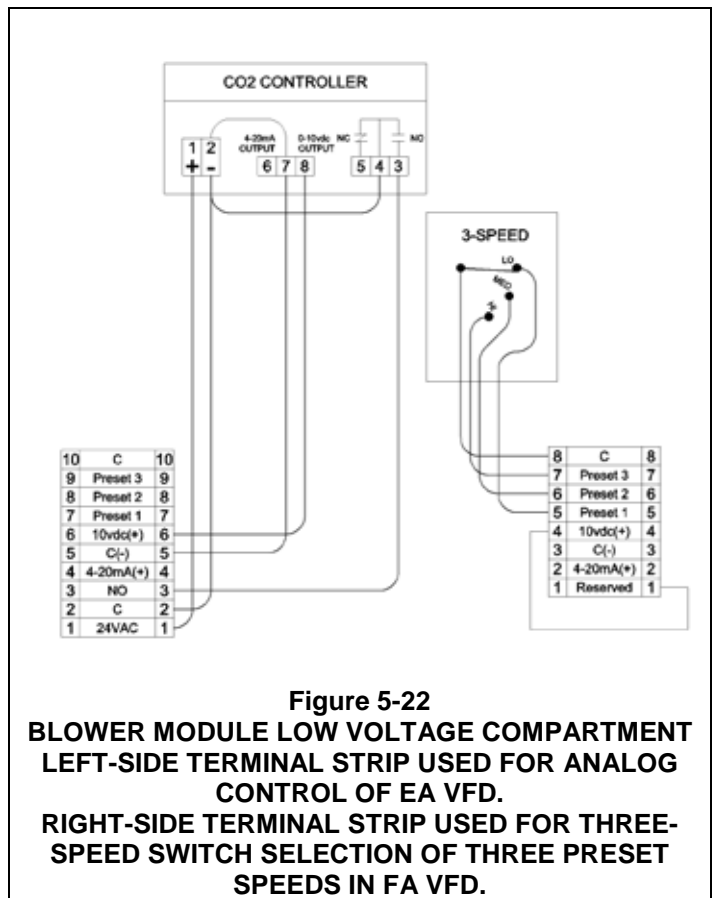 CO2 CONTROLLER
4-20mA OUTPUT
0-10vdc OUTPUT
NC
NO
1 2
+ -
6 7 8
5 4 3
3-SPEED
LO
MED
HI
10 C 10
9 Preset 3 9
8 Preset 2 8
7 Preset 1 7
6 10vdc(+) 6
5 C(-) 5
4 4-20mA(+) 4
3 NO 3
2 C 2
1 24VAC 1
8 C 8
7 Preset 3 7
6 Preset 2 6
5 Preset 1 5
4 10vdc(+) 4
3 C(-) 3
2 4-20mA(+) 2
1 Reserved 1
Figure 5-22
BLOWER MODULE LOW VOLTAGE COMPARTMENT
LEFT-SIDE TERMINAL STRIP USED FOR ANALOG
CONTROL OF EA VFD.
RIGHT-SIDE TERMINAL STRIP USED FOR THREE-
SPEED SWITCH SELECTION OF THREE PRESET
SPEEDS IN FA VFD.